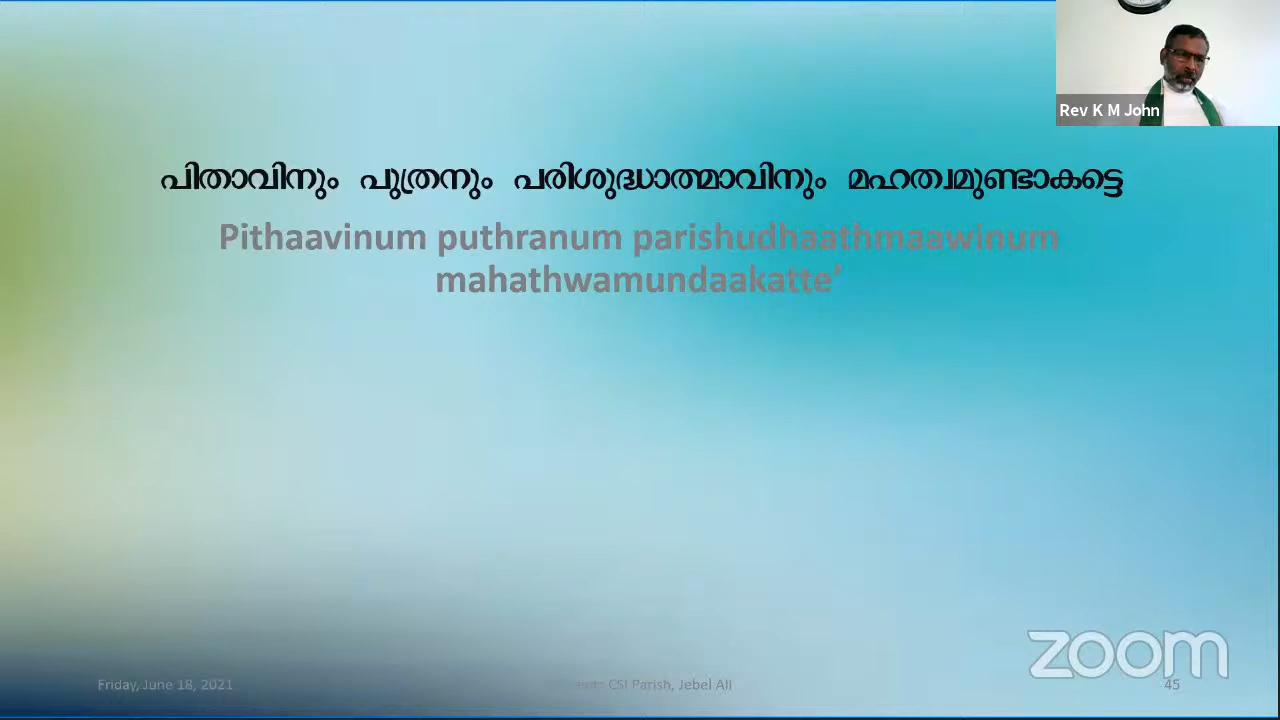 Rev K M John
പിതാവിനും പുത്രനും പരിശുദ്ധാത്മാവിനും മഹത്വമുണ്ടാകട്ടെ
Pithaavinum puthranum parishudhaathmaawinum
mahathwamundaakatte’
zoom
Friday, June 18, 2021
CSI Parish, Jebel Ali
45